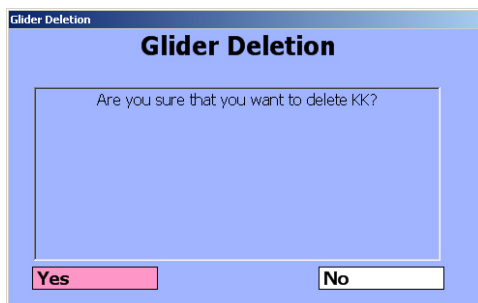 Glider Deletion
Glider Deletion
Are you sure that you want to delete KK?
Yes No